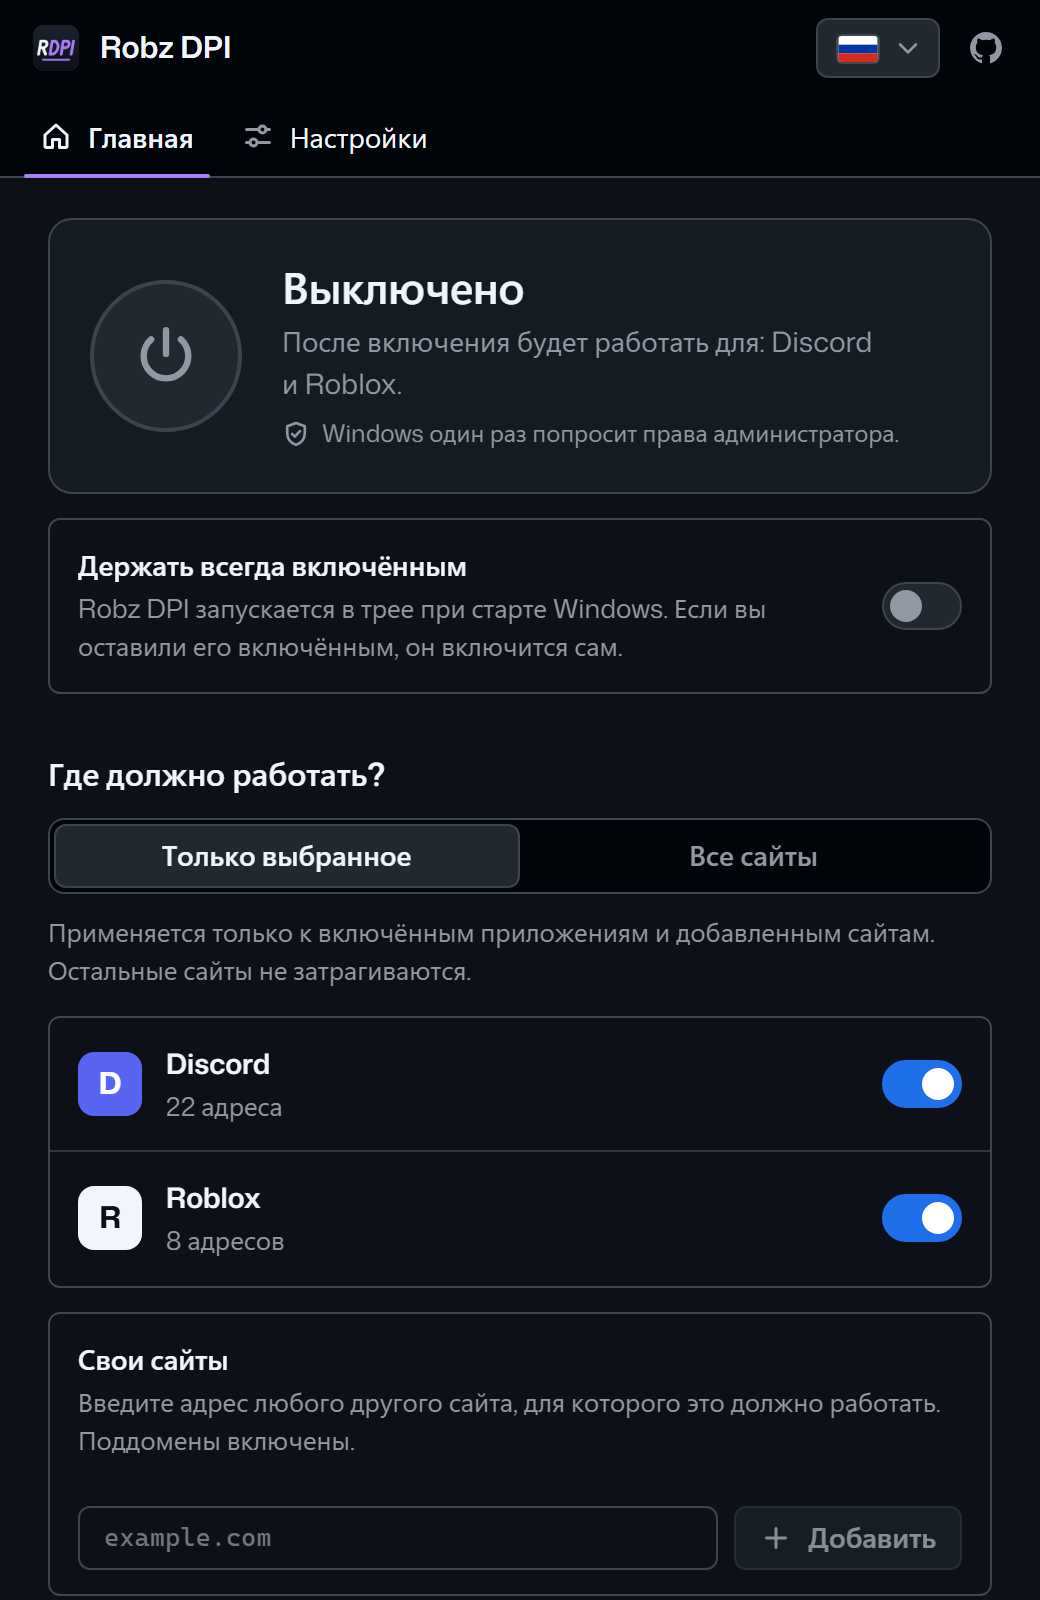 RDPI
Robz DPI
Главная
Настройки
Выключено
После включения будет работать для: Discord
и Roblox.
Windows один раз попросит права администратора.
Держать всегда включённым
Robz DPI запускается в трее при старте Windows. Если вы
оставили его включённым, он включится сам.
Где должно работать?
Только выбранное
Все сайты
Применяется только к включённым приложениям и добавленным сайтам.
Остальные сайты не затрагиваются.
D
Discord
22 адреса
R
Roblox
8 адресов
Свои сайты
Введите адрес любого другого сайта, для которого это должно работать.
Поддомены включены.
example.com
Добавить